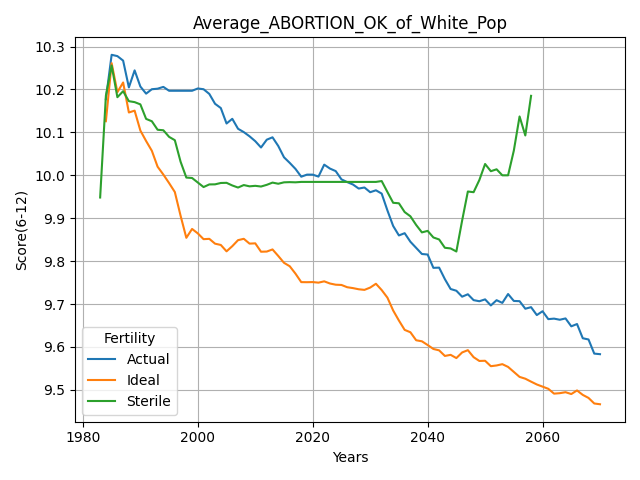 Average_ABORTION_OK_of_White_Pop
Score(6-12)
10.3
10.2
10.1
10.0
9.9
9.8
9.7
9.6
9.5
Fertility
Actual
Ideal
Sterile
1980 2000 2020 2040 2060
Years